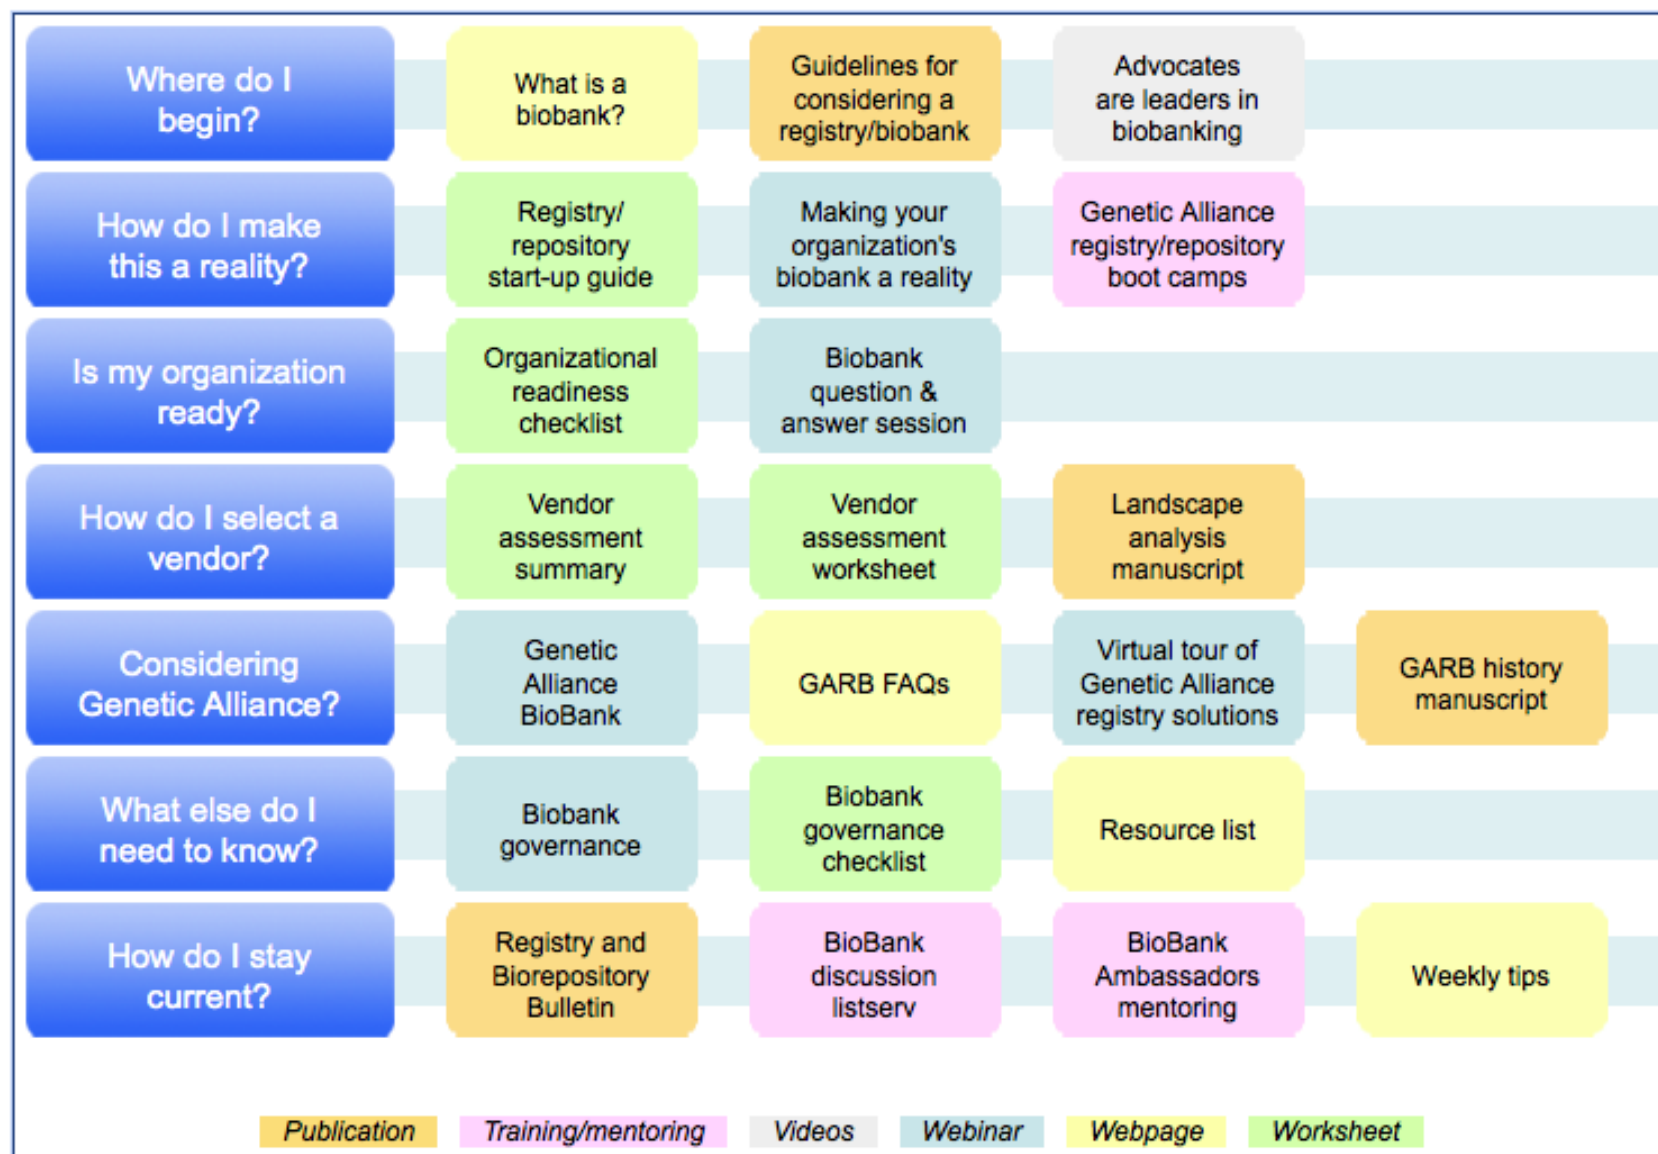 Where do I
begin?
What is a
biobank?
Guidelines for
considering a
registry/biobank
Advocates
are leaders in
biobanking
How do I make
this a reality?
Registry/
repository
start-up guide
Making your
organization's
biobank a reality
Genetic Alliance
registry/repository
boot camps
Is my organization
ready?
Organizational
readiness
checklist
Biobank
question &
answer session
How do I select a
vendor?
Vendor
assessment
summary
Vendor
assessment
worksheet
Landscape
analysis
manuscript
Considering
Genetic Alliance?
Genetic
Alliance
BioBank
GARB FAQs
Virtual tour of
Genetic Alliance
registry solutions
GARB history
manuscript
What else do I
need to know?
Biobank
governance
Biobank
governance
checklist
Resource list
How do I stay
current?
Registry and
Biorepository
Bulletin
BioBank
discussion
listserv
BioBank
Ambassadors
mentoring
Weekly tips
Publication
Training/mentoring
Videos
Webinar
Webpage
Worksheet